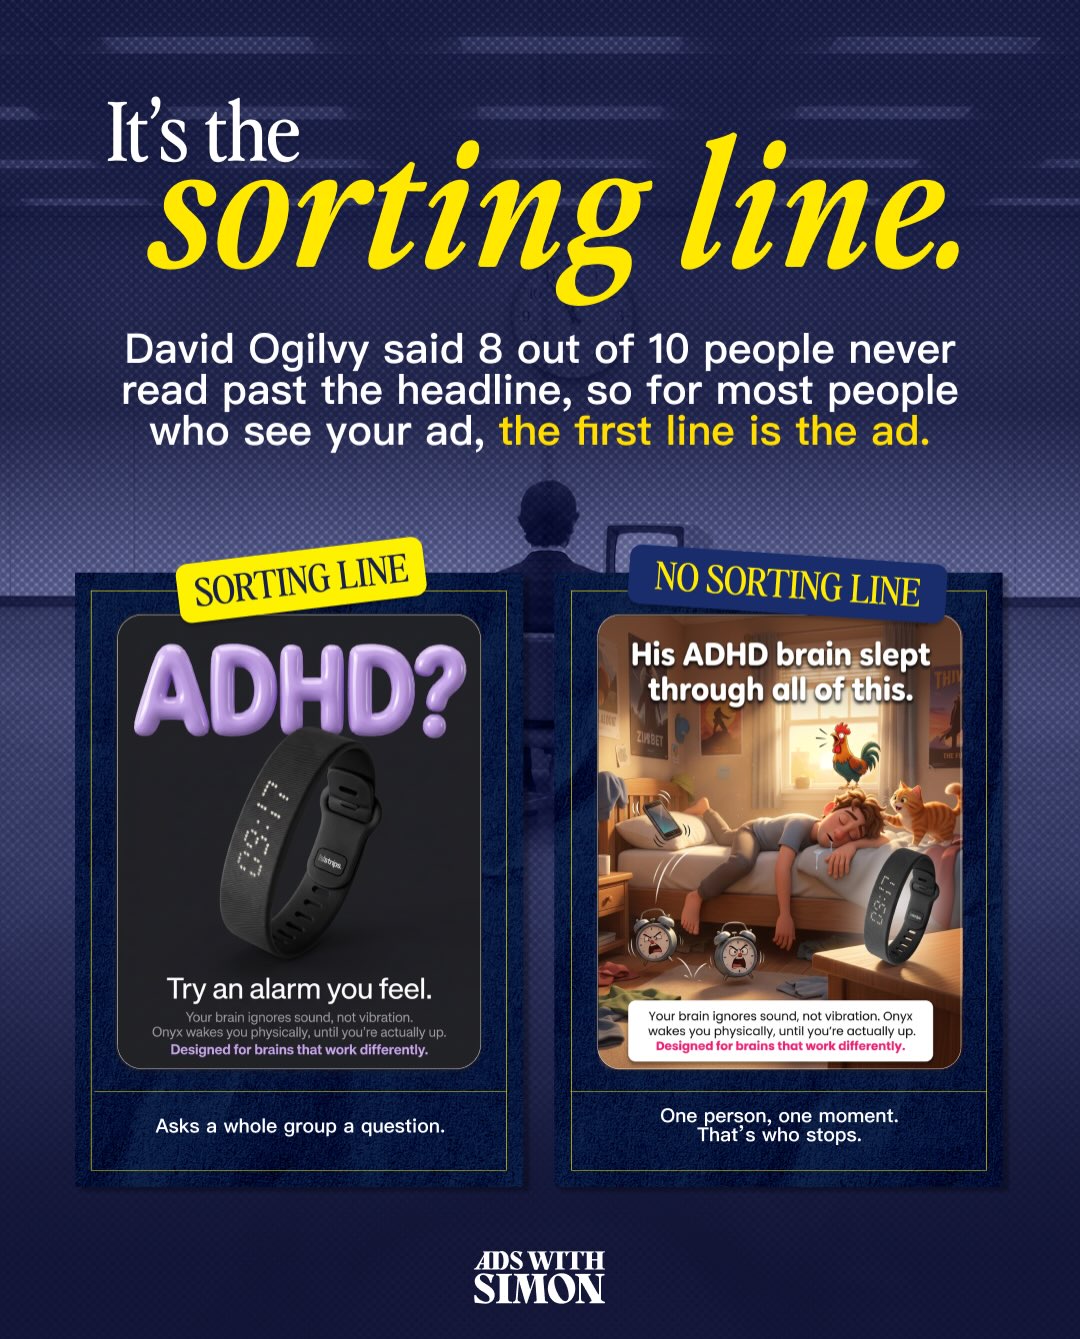 It's the
sorting line.
David Ogilvy said 8 out of 10 people never
read past the headline, so for most people
who see your ad, the first line is the ad.
SORTING LINE
ADHD?
09:17
Try an alarm you feel.
Your brain ignores sound, not vibration.
Onyx wakes you physically, until you're actually up.
Designed for brains that work differently.
Asks a whole group a question.
NO SORTING LINE
His ADHD brain slept
through all of this.
09:17
Your brain ignores sound, not vibration. Onyx
wakes you physically, until you're actually up.
Designed for brains that work differently.
One person, one moment.
That's who stops.
ADS WITH
SIMON